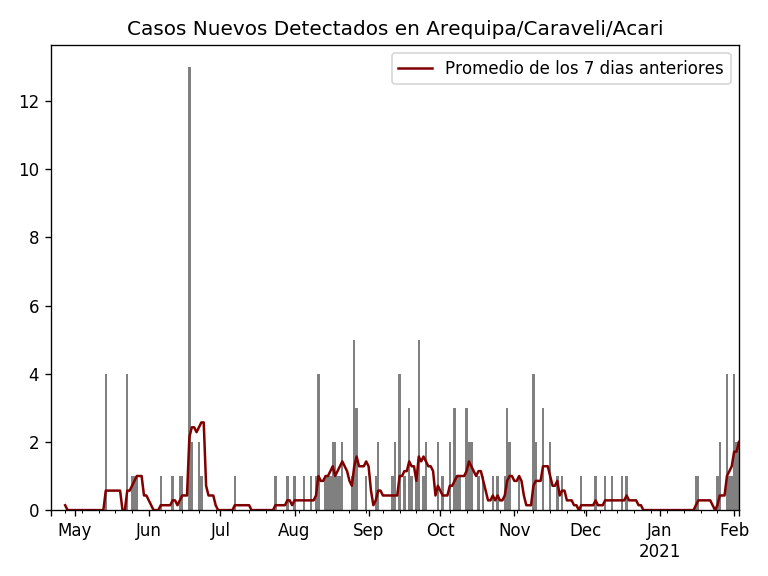 Casos Nuevos Detectados en Arequipa/Caraveli/Acari
Promedio de los 7 dias anteriores
12
10
8
6
4
2
0
May Jun Jul Aug Sep Oct Nov Dec Jan Feb
2021